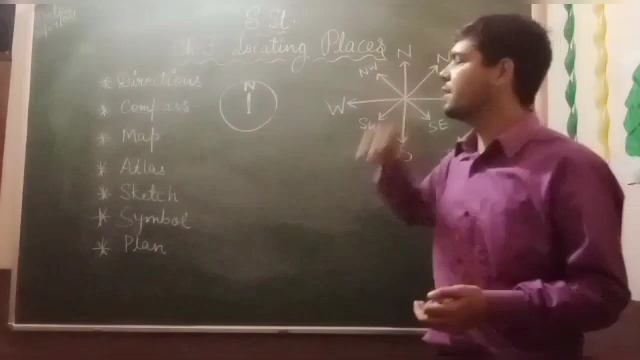 S.St.
Ch 3 Locating Places
* Directions
* Compass
* Map
* Atlas
* Sketch
* Symbol
* Plan
N
N
NW
N
W
SW
SE
S